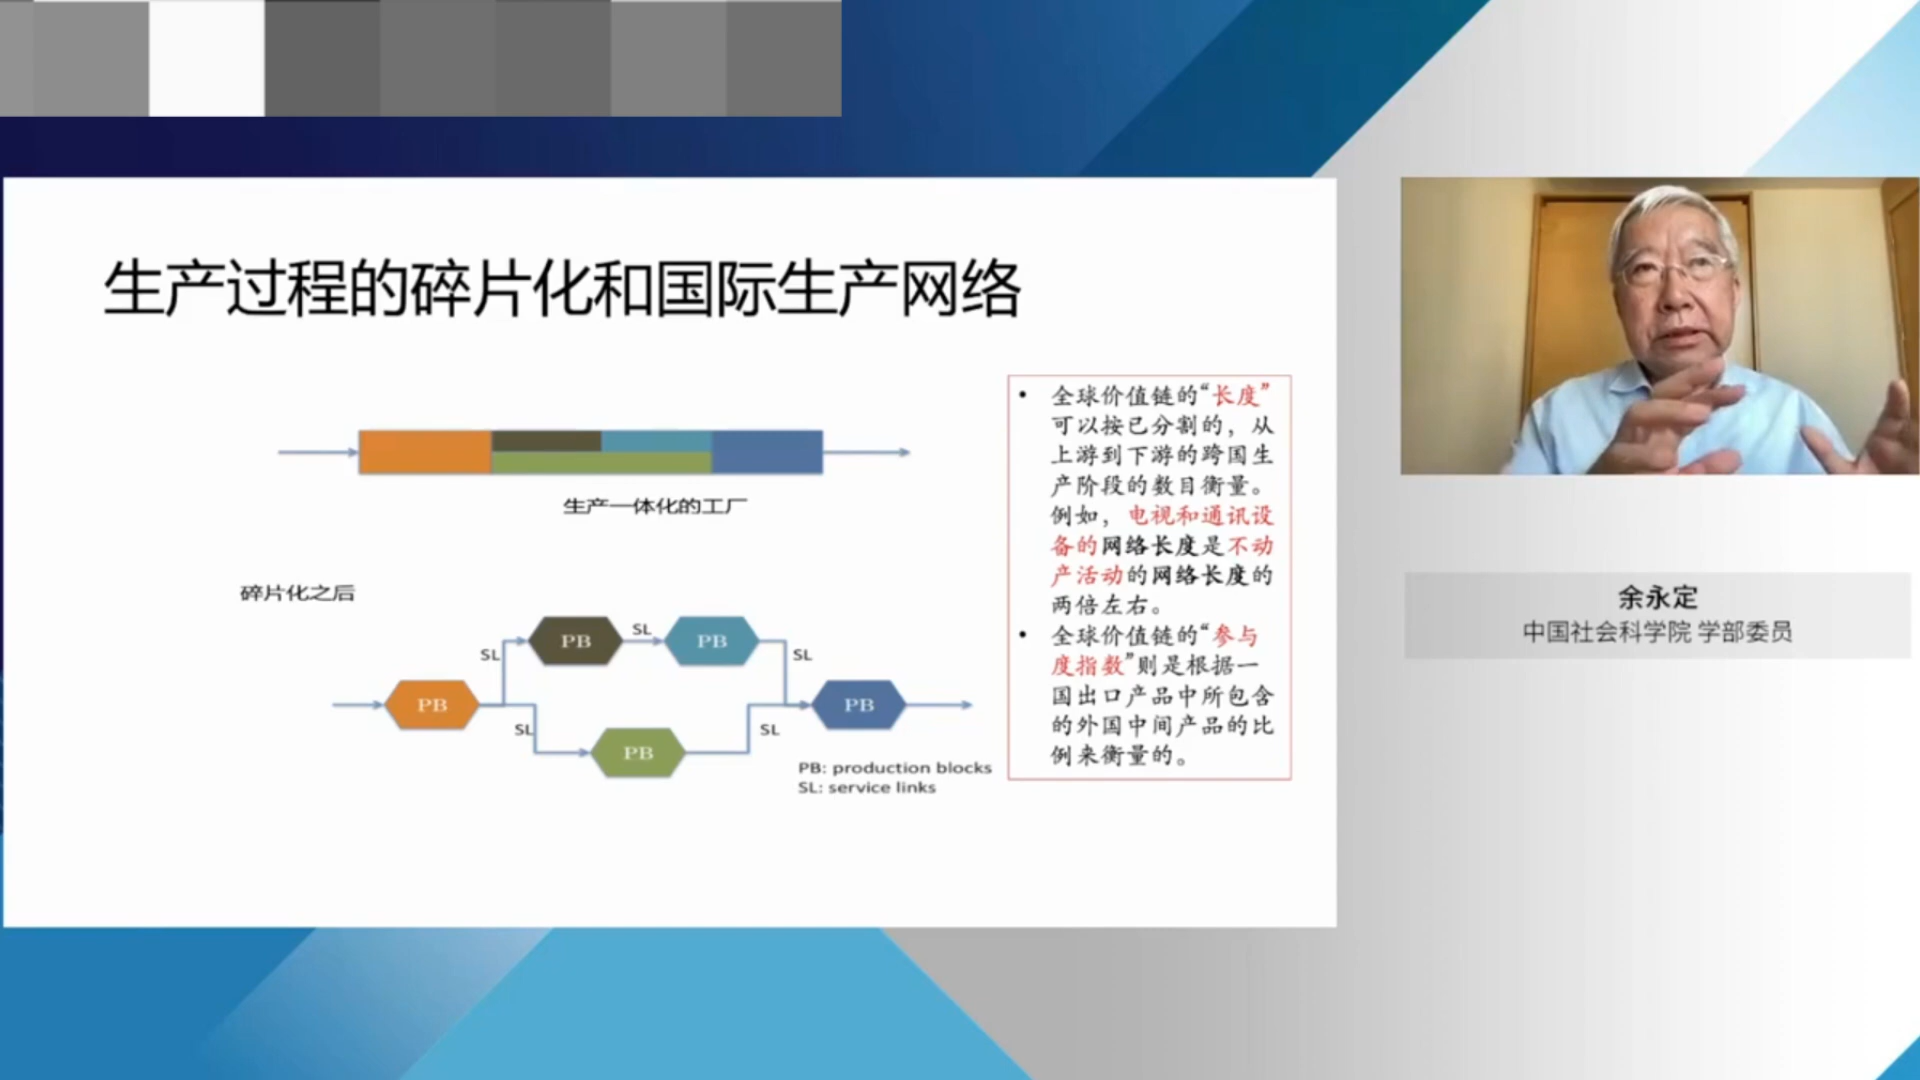 生产过程的碎片化和国际生产网络
生产一体化的工厂
碎片化之后
PB
SL
PB
SL
PB
SL
PB
SL
PB
SL
PB: production blocks
SL: service links
• 全球价值链的“长度”
可以按已分割的，从
上游到下游的跨国生
产阶段的数目衡量。
例如，电视和通讯设
备的网络长度是不动
产活动的网络长度的
两倍左右。
• 全球价值链的“参与
度指数”则是根据一
国出口产品中所包含
的外国中间产品的比
例来衡量的。
余永定
中国社会科学院 学部委员